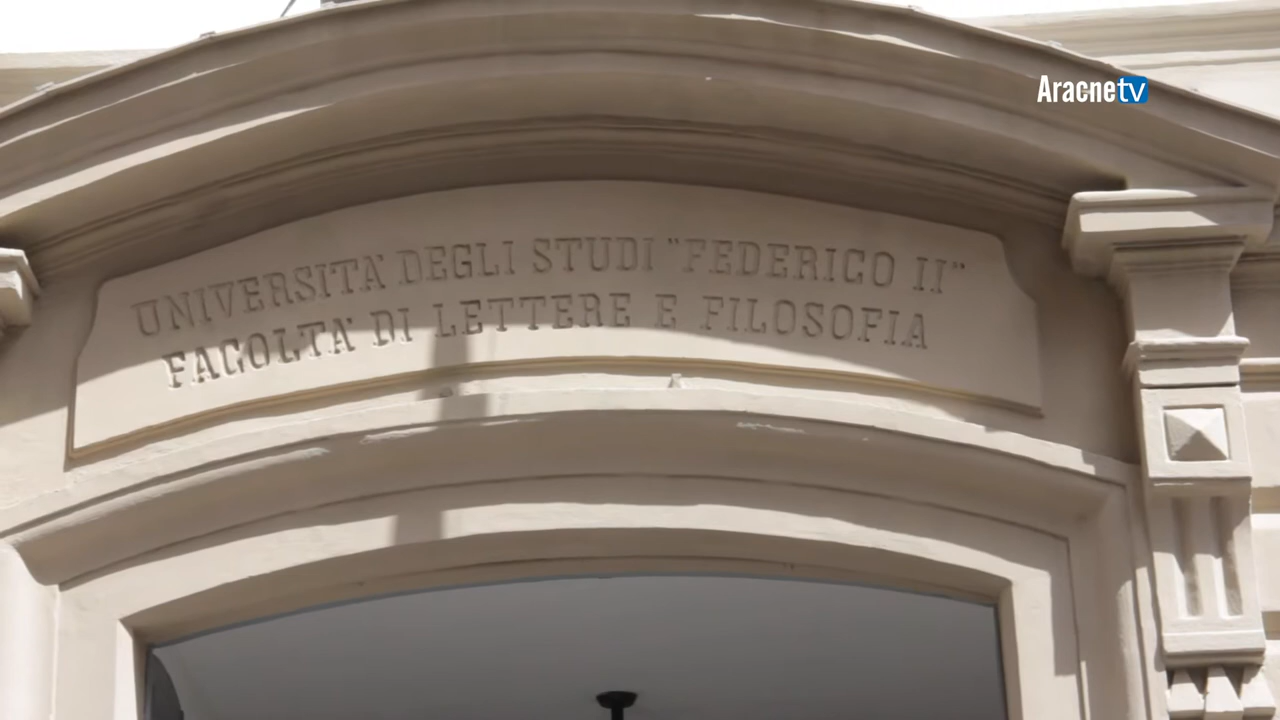 Aracnetv
UNIVERSITA' DEGLI STUDI "FEDERICO II"
FACOLTA' DI LETTERE E FILOSOFIA